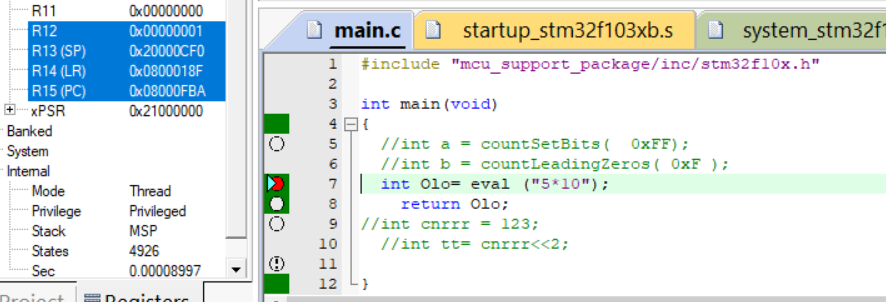 R11 0x00000000
R12 0x00000001
R13 (SP) 0x20000CF0
R14 (LR) 0x0800018F
R15 (PC) 0x08000FBA
xPSR 0x21000000
Banked
System
Internal
Mode Thread
Privilege Privileged
Stack MSP
States 4926
Sec 0.00008997
Project Registers
main.c startup_stm32f103xb.s system_stm32f1
1 #include "mcu_support_package/inc/stm32f10x.h"
2
3 int main(void)
4 {
5 //int a = countSetBits(  0xFF);
6 //int b = countLeadingZeros( 0xF );
7 int Olo= eval ("5*10");
8 return Olo;
9 //int cnrrr = 123;
10 //int tt= cnrrr<<2;
11
12 }